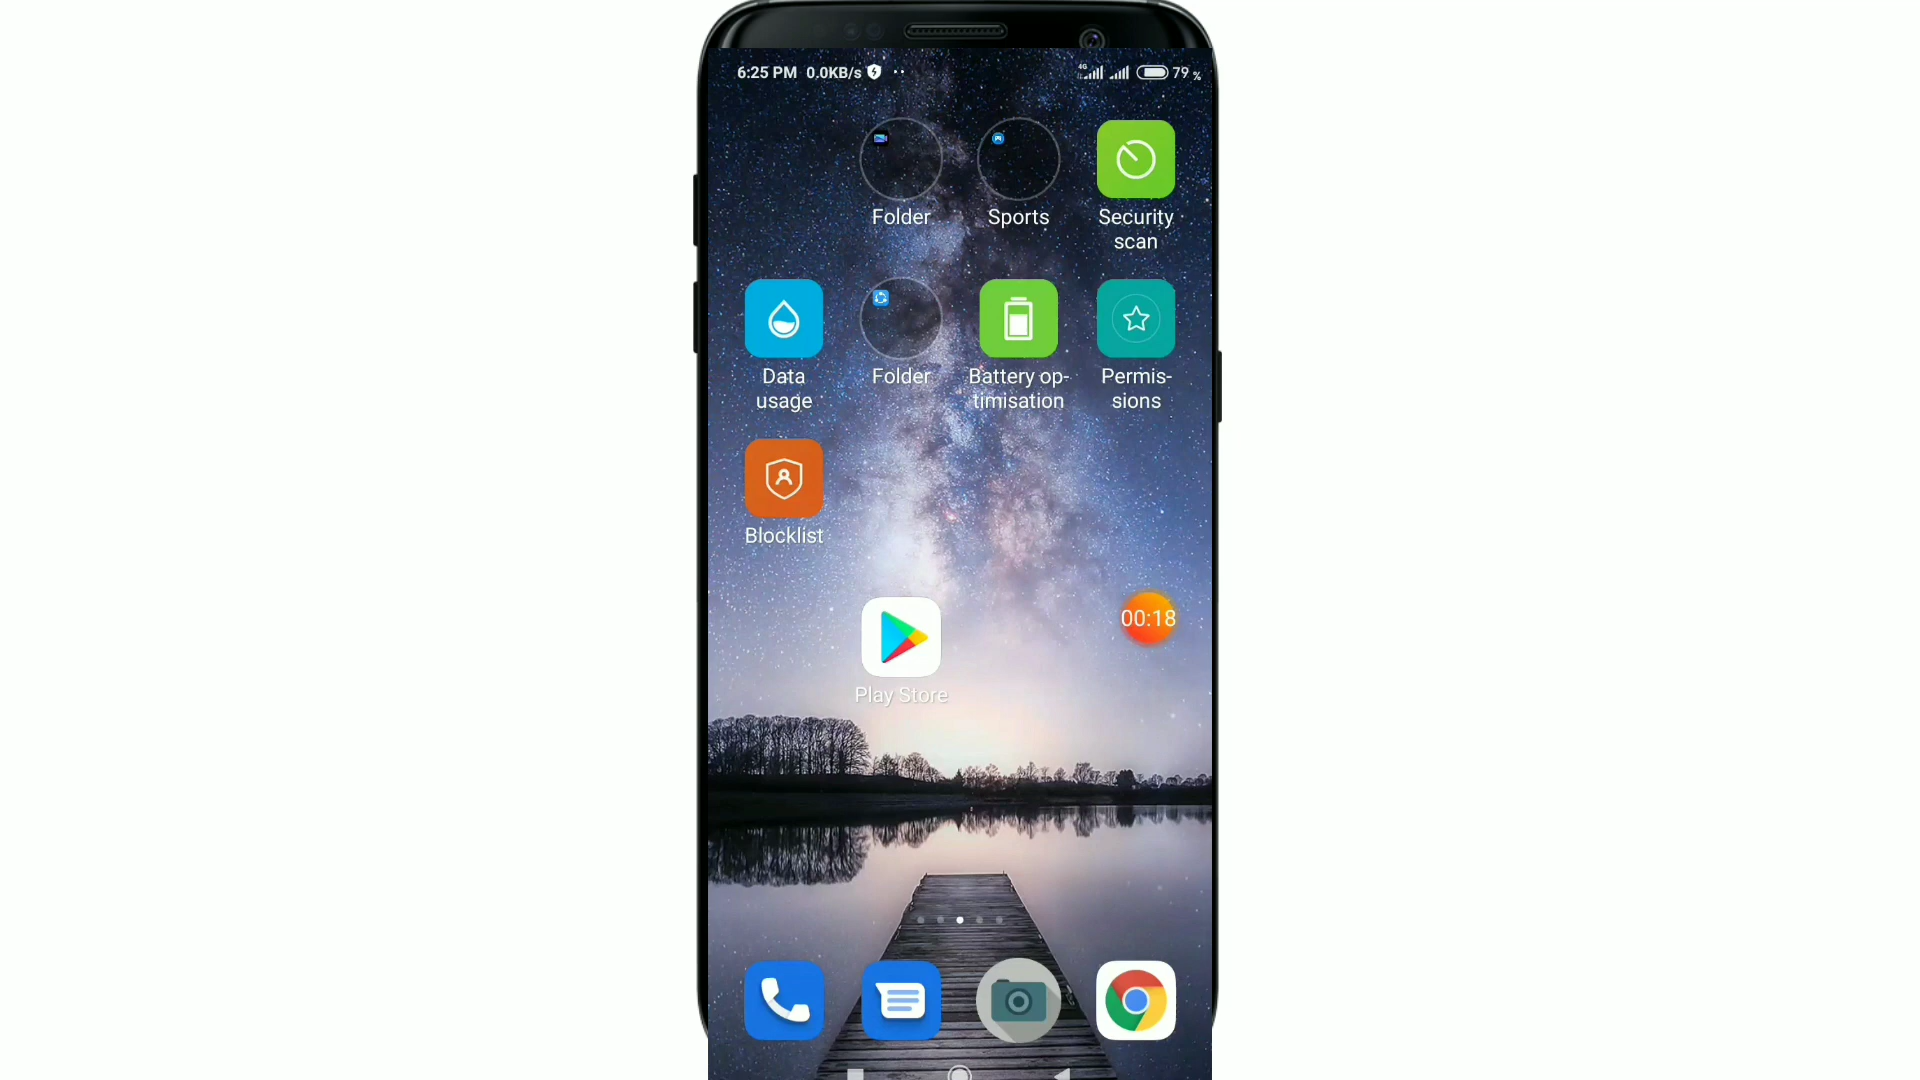 6:25 PM 0.0KB/s
4G 79 %
Folder
Sports
Security
scan
Data
usage
Folder
Battery op-
timisation
Permis-
sions
Blocklist
00:18
Play Store